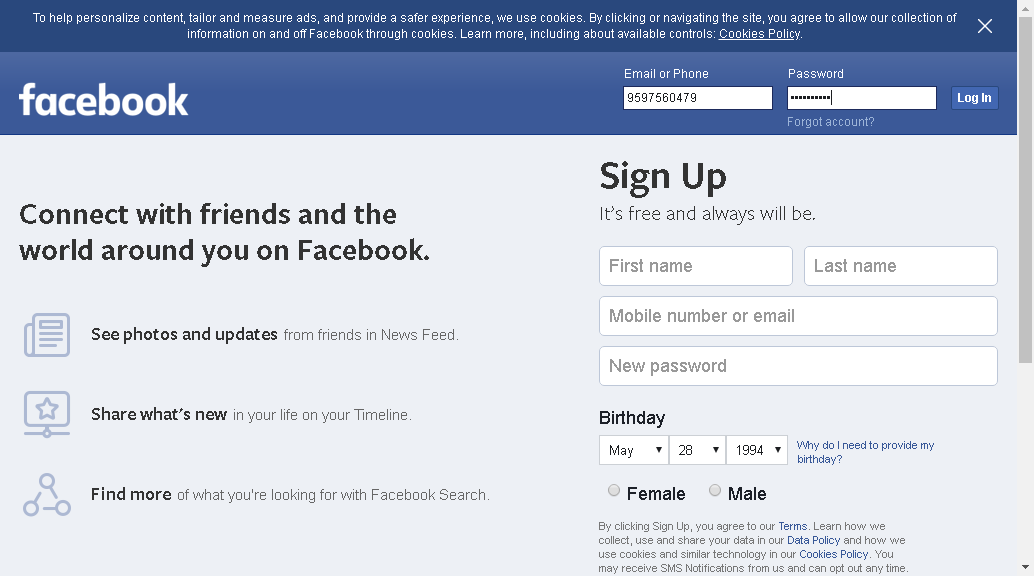 To help personalize content, tailor and measure ads, and provide a safer experience, we use cookies. By clicking or navigating the site, you agree to allow our collection of
information on and off Facebook through cookies. Learn more, including about available controls: Cookies Policy.
facebook
Email or Phone
Password
9597560479
••••••••••
Log In
Forgot account?
Connect with friends and the
world around you on Facebook.
See photos and updates from friends in News Feed.
Share what's new in your life on your Timeline.
Find more of what you're looking for with Facebook Search.
Sign Up
It's free and always will be.
First name
Last name
Mobile number or email
New password
Birthday
May 28 1994
Why do I need to provide my
birthday?
Female
Male
By clicking Sign Up, you agree to our Terms. Learn how we
collect, use and share your data in our Data Policy and how we
use cookies and similar technology in our Cookies Policy. You
may receive SMS Notifications from us and can opt out any time.